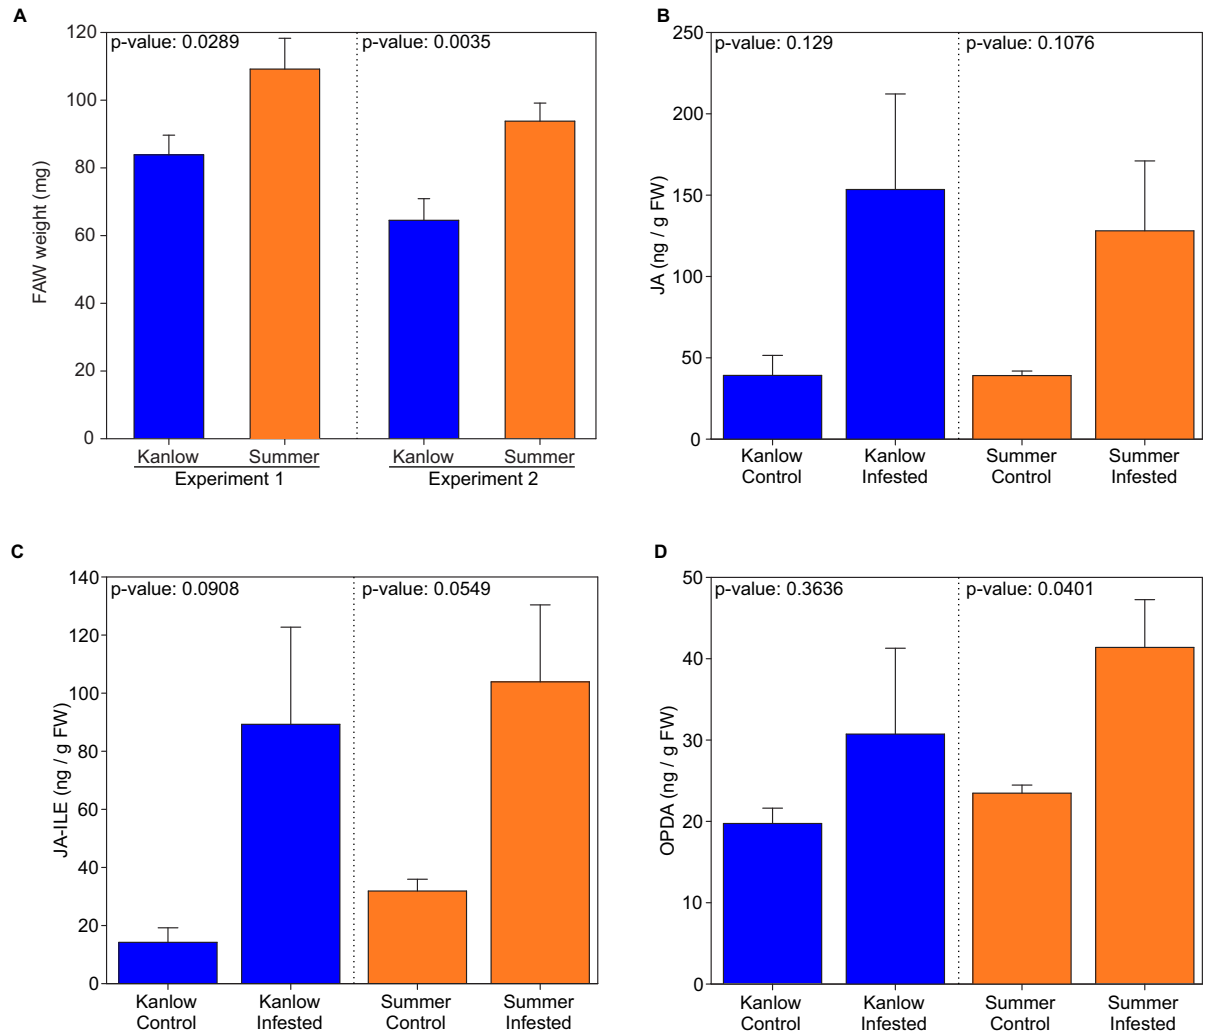 A
p-value: 0.0289
p-value: 0.0035
120
100
80
60
40
20
0
FAW weight (mg)
Kanlow
Summer
Kanlow
Summer
Experiment 1
Experiment 2
B
p-value: 0.129
p-value: 0.1076
250
200
150
100
50
0
JA (ng / g FW)
Kanlow
Control
Kanlow
Infested
Summer
Control
Summer
Infested
C
p-value: 0.0908
p-value: 0.0549
140
120
100
80
60
40
20
0
JA-ILE (ng / g FW)
Kanlow
Control
Kanlow
Infested
Summer
Control
Summer
Infested
D
p-value: 0.3636
p-value: 0.0401
50
40
30
20
10
0
OPDA (ng / g FW)
Kanlow
Control
Kanlow
Infested
Summer
Control
Summer
Infested